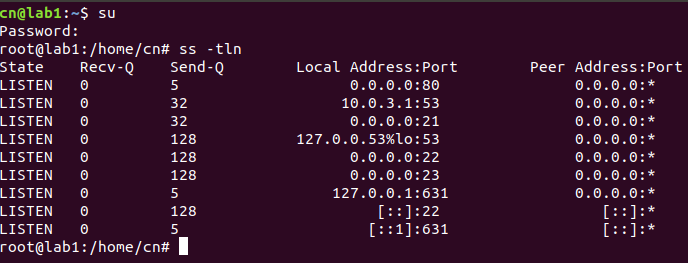 cn@lab1:~$ su
Password:
root@lab1:/home/cn# ss -tln
State Recv-Q Send-Q Local Address:Port Peer Address:Port
LISTEN 0 5 0.0.0.0:80 0.0.0.0:*
LISTEN 0 32 10.0.3.1:53 0.0.0.0:*
LISTEN 0 32 0.0.0.0:21 0.0.0.0:*
LISTEN 0 128 127.0.0.53%lo:53 0.0.0.0:*
LISTEN 0 128 0.0.0.0:22 0.0.0.0:*
LISTEN 0 128 0.0.0.0:23 0.0.0.0:*
LISTEN 0 5 127.0.0.1:631 0.0.0.0:*
LISTEN 0 128 [::]:22 [::]:*
LISTEN 0 5 [::1]:631 [::]:*
root@lab1:/home/cn#